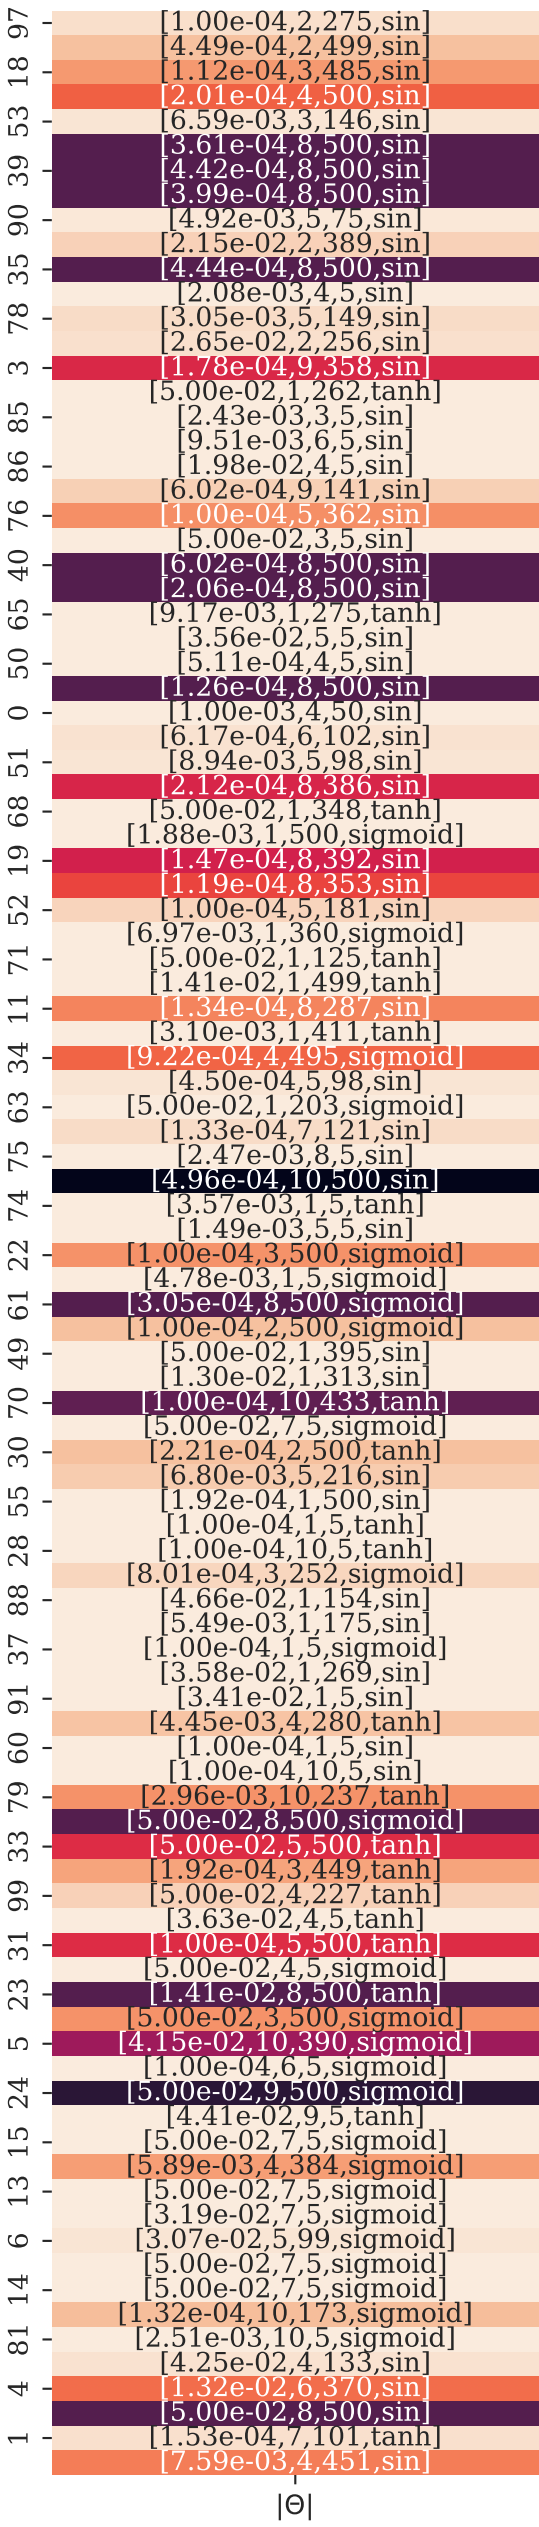 97 [1.00e-04,2,275,sin]
[4.49e-04,2,499,sin]
18 [1.12e-04,3,485,sin]
[2.01e-04,4,500,sin]
53 [6.59e-03,3,146,sin]
[3.61e-04,8,500,sin]
39 [4.42e-04,8,500,sin]
[3.99e-04,8,500,sin]
90 [4.92e-03,5,75,sin]
[2.15e-02,2,389,sin]
35 [4.44e-04,8,500,sin]
[2.08e-03,4,5,sin]
78 [3.05e-03,5,149,sin]
[2.65e-02,2,256,sin]
3 [1.78e-04,9,358,sin]
[5.00e-02,1,262,tanh]
85 [2.43e-03,3,5,sin]
[9.51e-03,6,5,sin]
86 [1.98e-02,4,5,sin]
[6.02e-04,9,141,sin]
76 [1.00e-04,5,362,sin]
[5.00e-02,3,5,sin]
40 [6.02e-04,8,500,sin]
[2.06e-04,8,500,sin]
65 [9.17e-03,1,275,tanh]
[3.56e-02,5,5,sin]
50 [5.11e-04,4,5,sin]
[1.26e-04,8,500,sin]
0 [1.00e-03,4,50,sin]
[6.17e-04,6,102,sin]
51 [8.94e-03,5,98,sin]
[2.12e-04,8,386,sin]
68 [5.00e-02,1,348,tanh]
[1.88e-03,1,500,sigmoid]
19 [1.47e-04,8,392,sin]
[1.19e-04,8,353,sin]
52 [1.00e-04,5,181,sin]
[6.97e-03,1,360,sigmoid]
71 [5.00e-02,1,125,tanh]
[1.41e-02,1,499,tanh]
11 [1.34e-04,8,287,sin]
[3.10e-03,1,411,tanh]
34 [9.22e-04,4,495,sigmoid]
[4.50e-04,5,98,sin]
63 [5.00e-02,1,203,sigmoid]
[1.33e-04,7,121,sin]
75 [2.47e-03,8,5,sin]
[4.96e-04,10,500,sin]
74 [3.57e-03,1,5,tanh]
[1.49e-03,5,5,sin]
22 [1.00e-04,3,500,sigmoid]
[4.78e-03,1,5,sigmoid]
61 [3.05e-04,8,500,sigmoid]
[1.00e-04,2,500,sigmoid]
49 [5.00e-02,1,395,sin]
[1.30e-02,1,313,sin]
70 [1.00e-04,10,433,tanh]
[5.00e-02,7,5,sigmoid]
30 [2.21e-04,2,500,tanh]
[6.80e-03,5,216,sin]
55 [1.92e-04,1,500,sin]
[1.00e-04,1,5,tanh]
28 [1.00e-04,10,5,tanh]
[8.01e-04,3,252,sigmoid]
88 [4.66e-02,1,154,sin]
[5.49e-03,1,175,sin]
37 [1.00e-04,1,5,sigmoid]
[3.58e-02,1,269,sin]
91 [3.41e-02,1,5,sin]
[4.45e-03,4,280,tanh]
60 [1.00e-04,1,5,sin]
[1.00e-04,10,5,sin]
79 [2.96e-03,10,237,tanh]
[5.00e-02,8,500,sigmoid]
33 [5.00e-02,5,500,tanh]
[1.92e-04,3,449,tanh]
99 [5.00e-02,4,227,tanh]
[3.63e-02,4,5,tanh]
31 [1.00e-04,5,500,tanh]
[5.00e-02,4,5,sigmoid]
23 [1.41e-02,8,500,tanh]
[5.00e-02,3,500,sigmoid]
5 [4.15e-02,10,390,sigmoid]
[1.00e-04,6,5,sigmoid]
24 [5.00e-02,9,500,sigmoid]
[4.41e-02,9,5,tanh]
15 [5.00e-02,7,5,sigmoid]
[5.89e-03,4,384,sigmoid]
13 [5.00e-02,7,5,sigmoid]
[3.19e-02,7,5,sigmoid]
6 [3.07e-02,5,99,sigmoid]
[5.00e-02,7,5,sigmoid]
14 [5.00e-02,7,5,sigmoid]
[1.32e-04,10,173,sigmoid]
81 [2.51e-03,10,5,sigmoid]
[4.25e-02,4,133,sin]
4 [1.32e-02,6,370,sin]
[5.00e-02,8,500,sin]
1 [1.53e-04,7,101,tanh]
[7.59e-03,4,451,sin]
|Θ|